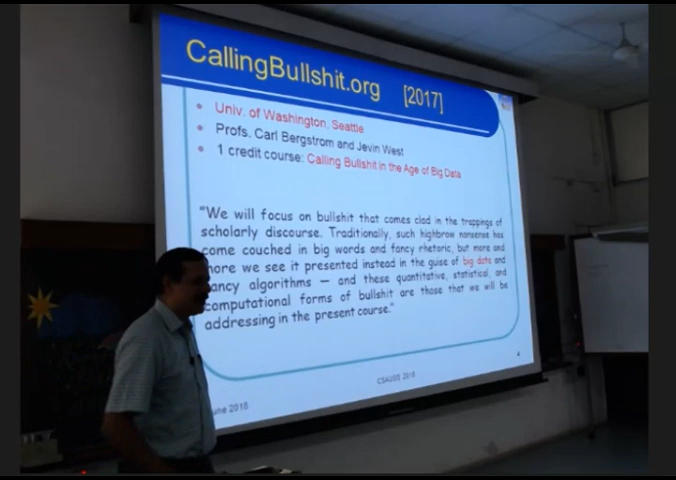 CallingBullshit.org [2017]
• Univ. of Washington, Seattle
• Profs. Carl Bergstrom and Jevin West
• 1 credit course: Calling Bullshit in the Age of Big Data
"We will focus on bullshit that comes clad in the trappings of
scholarly discourse. Traditionally, such highbrow nonsense has
come couched in big words and fancy rhetoric, but more and
more we see it presented instead in the guise of big data and
fancy algorithms — and these quantitative, statistical, and
computational forms of bullshit are those that we will be
addressing in the present course."
une 2018
CSAUSS 2018
4